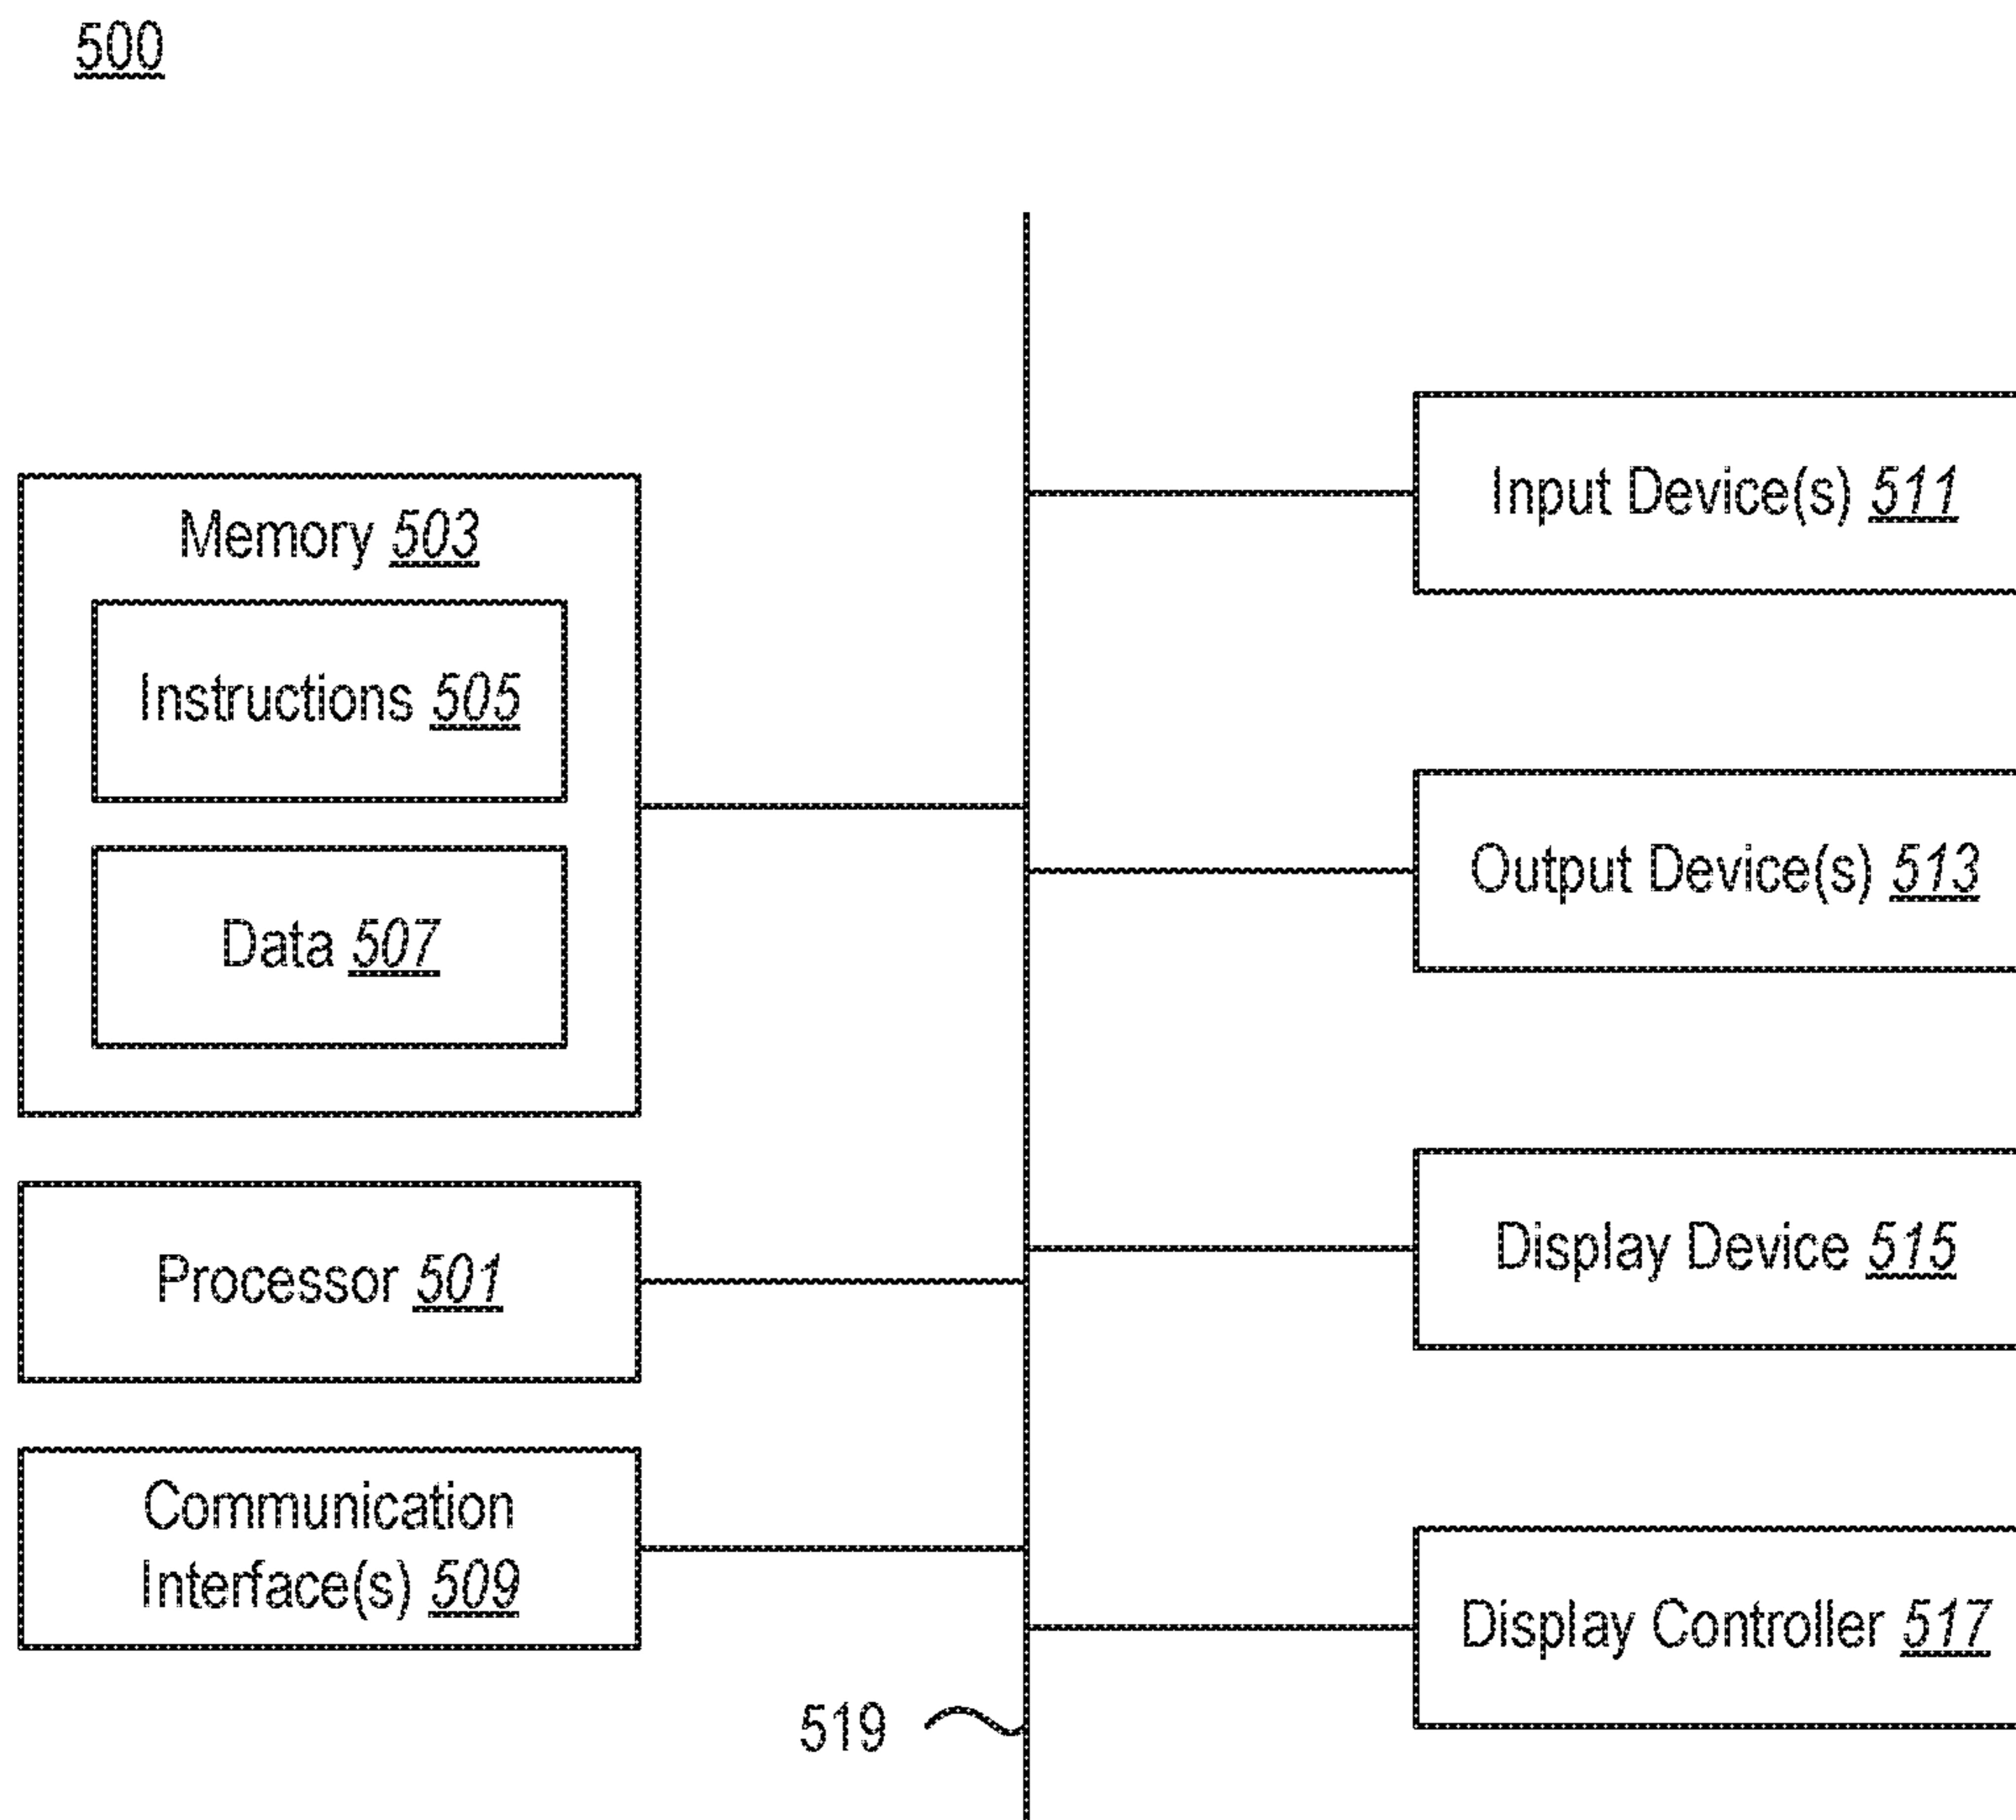 500
Memory 503
Instructions 505
Data 507
Processor 501
Communication
Interface(s) 509
Input Device(s) 511
Output Device(s) 513
Display Device 515
Display Controller 517
519